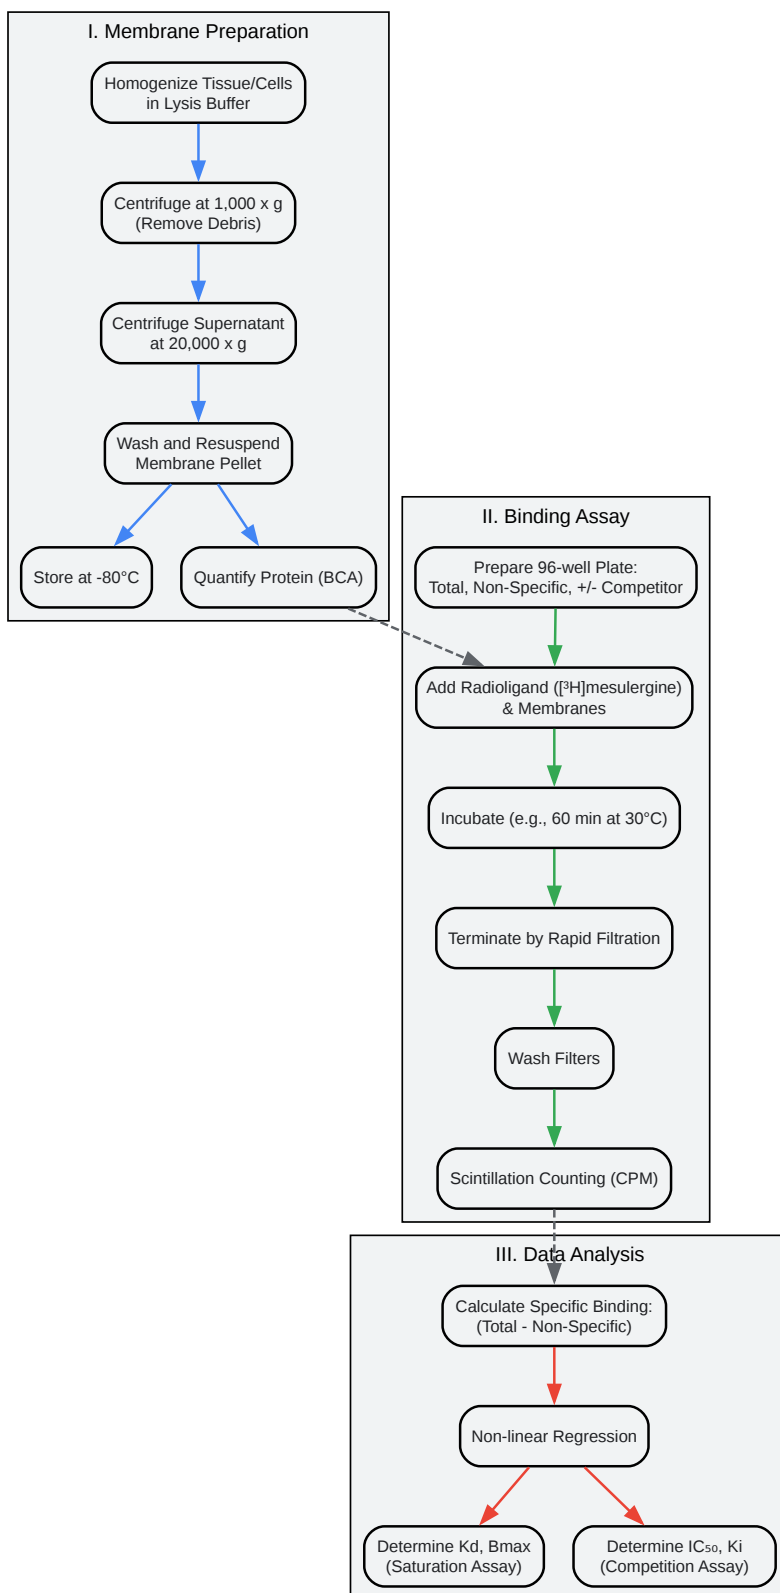 I. Membrane Preparation
Homogenize Tissue/Cells
in Lysis Buffer
Centrifuge at 1,000 x g
(Remove Debris)
Centrifuge Supernatant
at 20,000 x g
Wash and Resuspend
Membrane Pellet
Store at -80°C
Quantify Protein (BCA)
II. Binding Assay
Prepare 96-well Plate:
Total, Non-Specific, +/- Competitor
Add Radioligand ([³H]mesulergine)
& Membranes
Incubate (e.g., 60 min at 30°C)
Terminate by Rapid Filtration
Wash Filters
Scintillation Counting (CPM)
III. Data Analysis
Calculate Specific Binding:
(Total - Non-Specific)
Non-linear Regression
Determine Kd, Bmax
(Saturation Assay)
Determine IC₅₀, Ki
(Competition Assay)